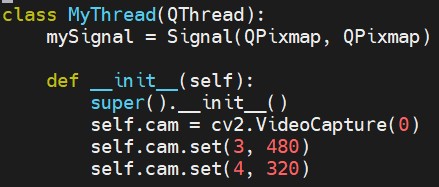 class MyThread(QThread):
    mySignal = Signal(QPixmap, QPixmap)

    def __init__(self):
        super().__init__()
        self.cam = cv2.VideoCapture(0)
        self.cam.set(3, 480)
        self.cam.set(4, 320)